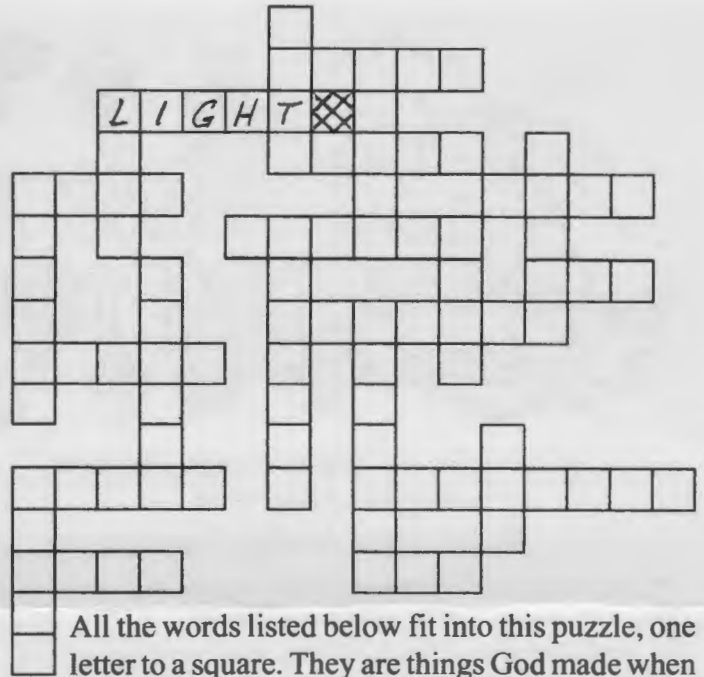 LIGHT
All the words listed below fit into this puzzle, one
letter to a square. They are things God made when